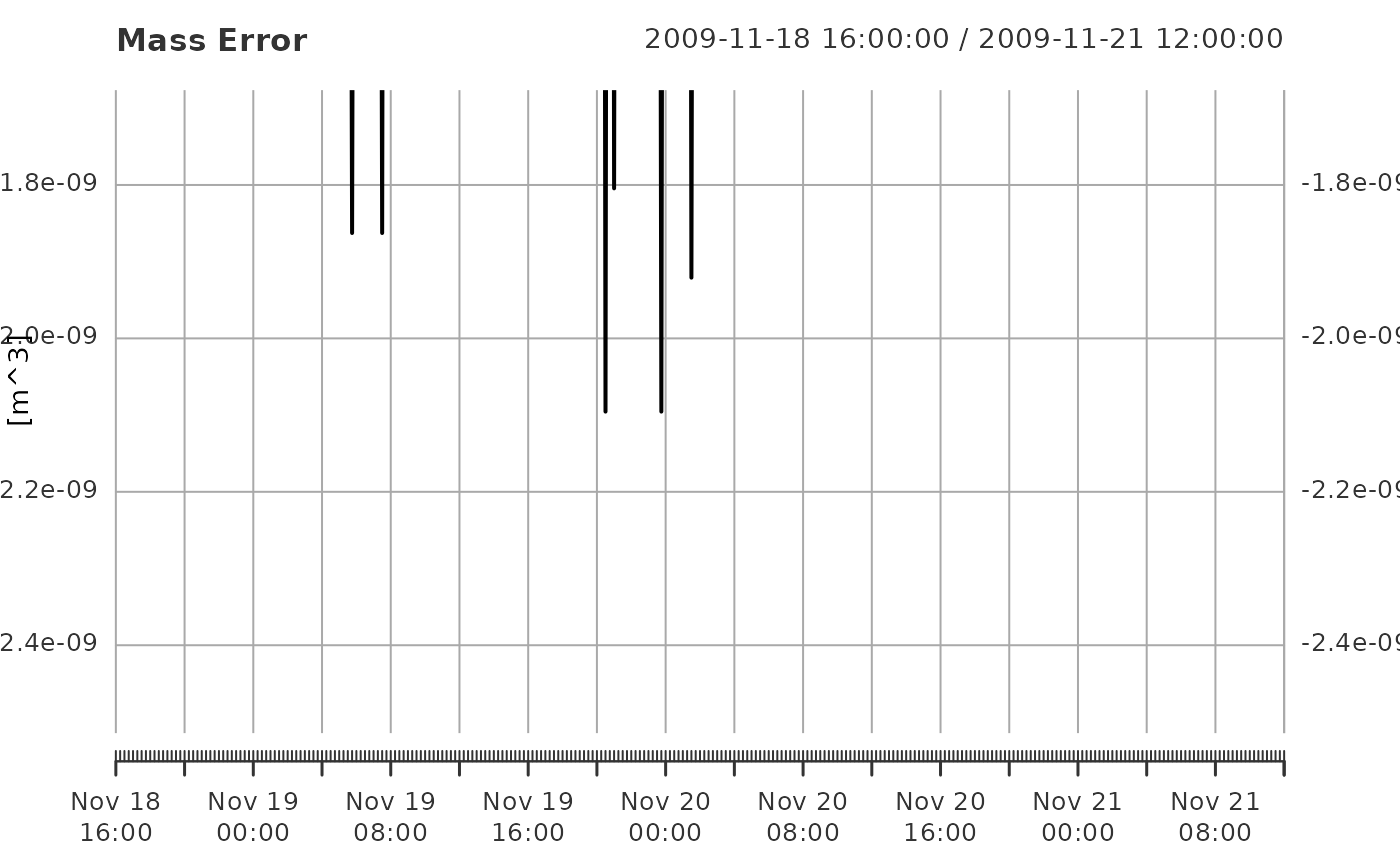 Mass Error
2009-11-18 16:00:00 / 2009-11-21 12:00:00
1.8e-09
-1.8e-09
2.0e-09
-2.0e-09
[m^3]
2.2e-09
-2.2e-09
2.4e-09
-2.4e-09
Nov 18 Nov 19 Nov 19 Nov 19 Nov 20 Nov 20 Nov 20 Nov 21 Nov 21
16:00 00:00 08:00 16:00 00:00 08:00 16:00 00:00 08:00